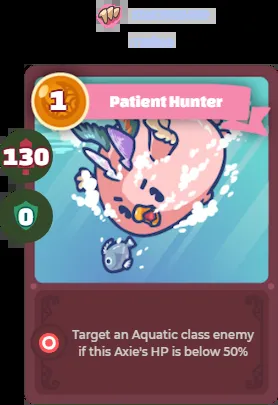 1
Patient Hunter
130
0
Target an Aquatic class enemy
if this Axie's HP is below 50%